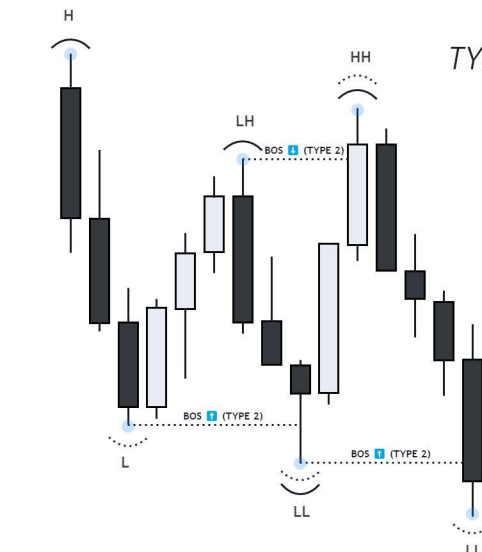 H
TY
HH
LH
BOS ⬇ (TYPE 2)
BOS ⬆ (TYPE 2)
BOS ⬆ (TYPE 2)
L
LL